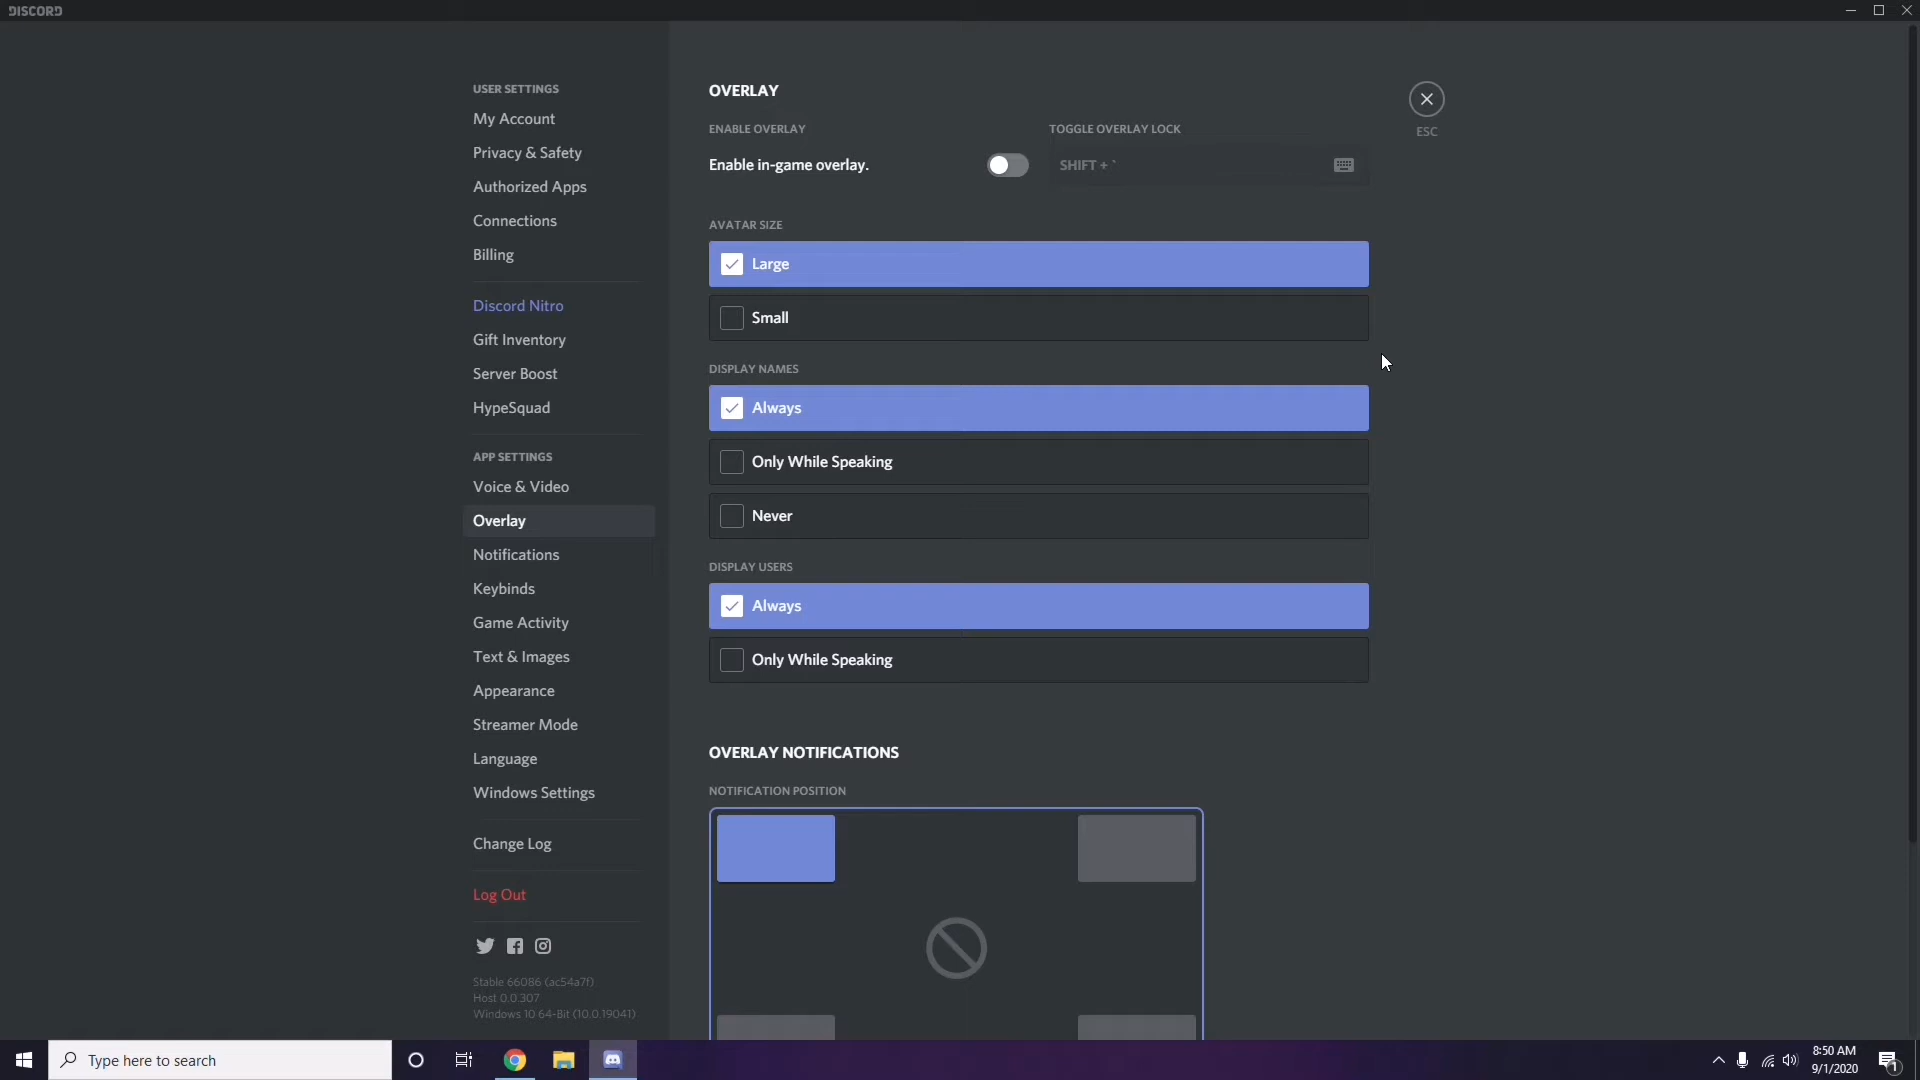 DISCORD
USER SETTINGS
My Account
Privacy & Safety
Authorized Apps
Connections
Billing
Discord Nitro
Gift Inventory
Server Boost
HypeSquad
APP SETTINGS
Voice & Video
Overlay
Notifications
Keybinds
Game Activity
Text & Images
Appearance
Streamer Mode
Language
Windows Settings
Change Log
Log Out
Stable 66086 (ac54a7f)
Host 0.0.307
Windows 10 64-Bit (10.0.19041)
OVERLAY
ENABLE OVERLAY
Enable in-game overlay.
TOGGLE OVERLAY LOCK
SHIFT + `
ESC
AVATAR SIZE
Large
Small
DISPLAY NAMES
Always
Only While Speaking
Never
DISPLAY USERS
Always
Only While Speaking
OVERLAY NOTIFICATIONS
NOTIFICATION POSITION
Type here to search
8:50 AM
9/1/2020
1